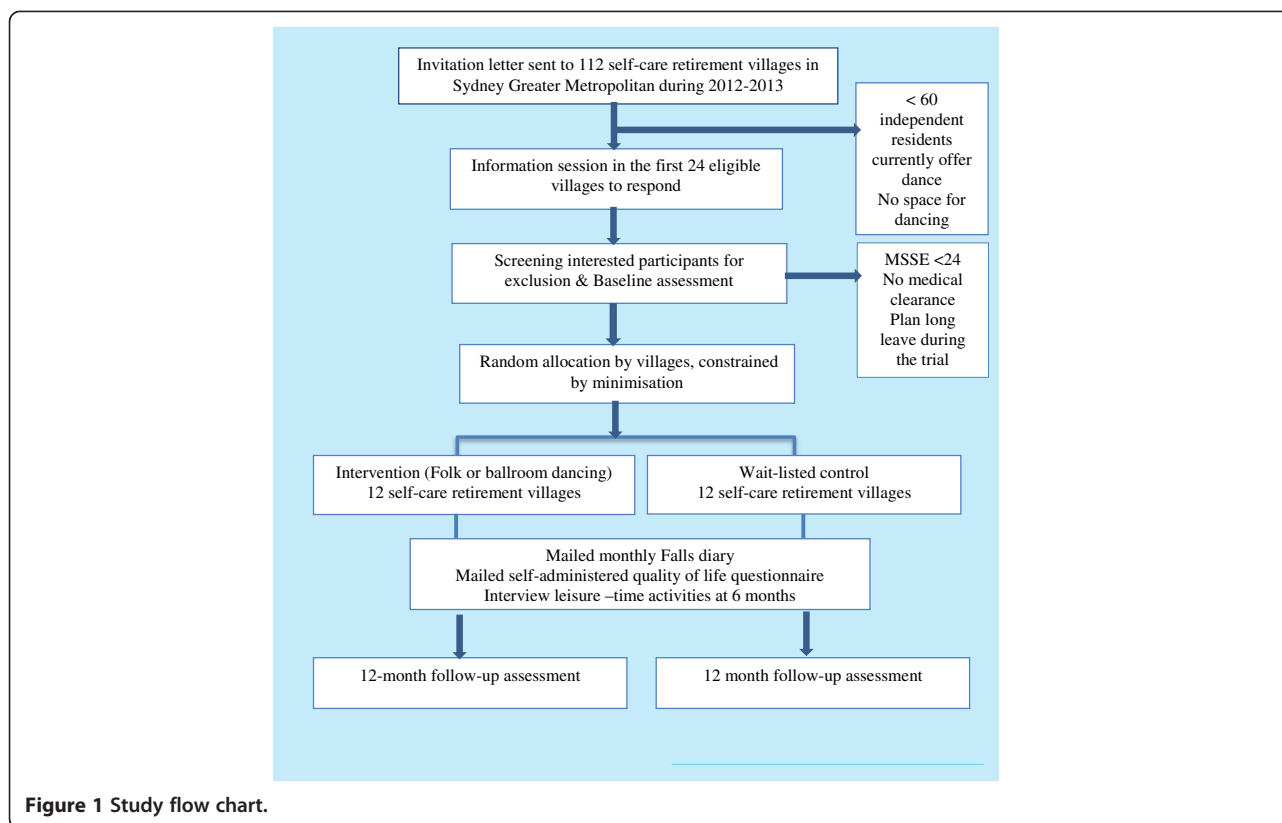 Invitation letter sent to 112 self-care retirement villages in
Sydney Greater Metropolitan during 2012-2013
< 60
independent
residents
currently offer
dance
No space for
dancing
Information session in the first 24 eligible
villages to respond
Screening interested participants for
exclusion & Baseline assessment
MSSE <24
No medical
clearance
Plan long
leave during
the trial
Random allocation by villages, constrained
by minimisation
Intervention (Folk or ballroom dancing)
12 self-care retirement villages
Wait-listed control
12 self-care retirement villages
Mailed monthly Falls diary
Mailed self-administered quality of life questionnaire
Interview leisure –time activities at 6 months
12-month follow-up assessment
12 month follow-up assessment
Figure 1 Study flow chart.